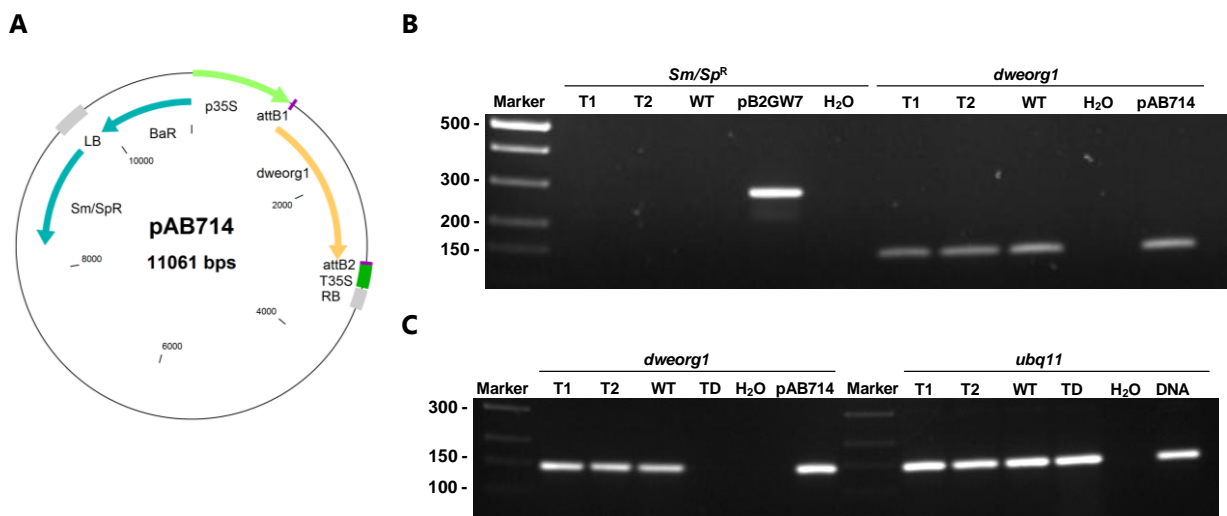 A
p35S
attB1
BaR
LB
10000
dweorg1
2000
Sm/SpR
pAB714
11061 bps
8000
attB2
T35S
RB
4000
6000
B
Sm/Spᴿ
dweorg1
Marker T1 T2 WT pB2GW7 H₂O T1 T2 WT H₂O pAB714
500 -
300 -
200 -
150 -
C
dweorg1
ubq11
Marker T1 T2 WT TD H₂O pAB714 Marker T1 T2 WT TD H₂O DNA
300 -
150 -
100 -